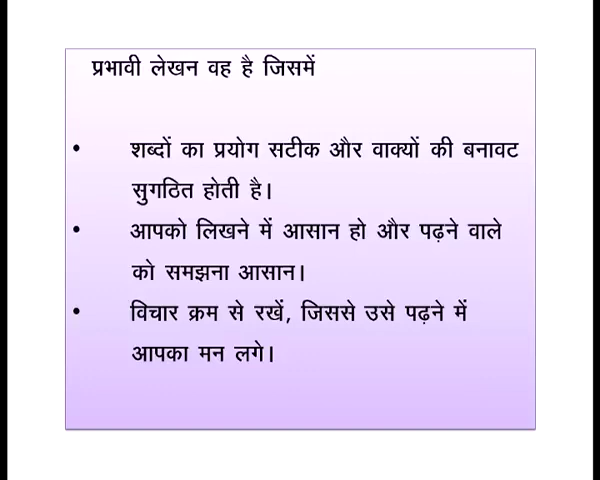 प्रभावी लेखन वह है जिसमें
• शब्दों का प्रयोग सटीक और वाक्यों की बनावट
सुगठित होती है।
• आपको लिखने में आसान हो और पढ़ने वाले
को समझना आसान।
• विचार क्रम से रखें, जिससे उसे पढ़ने में
आपका मन लगे।